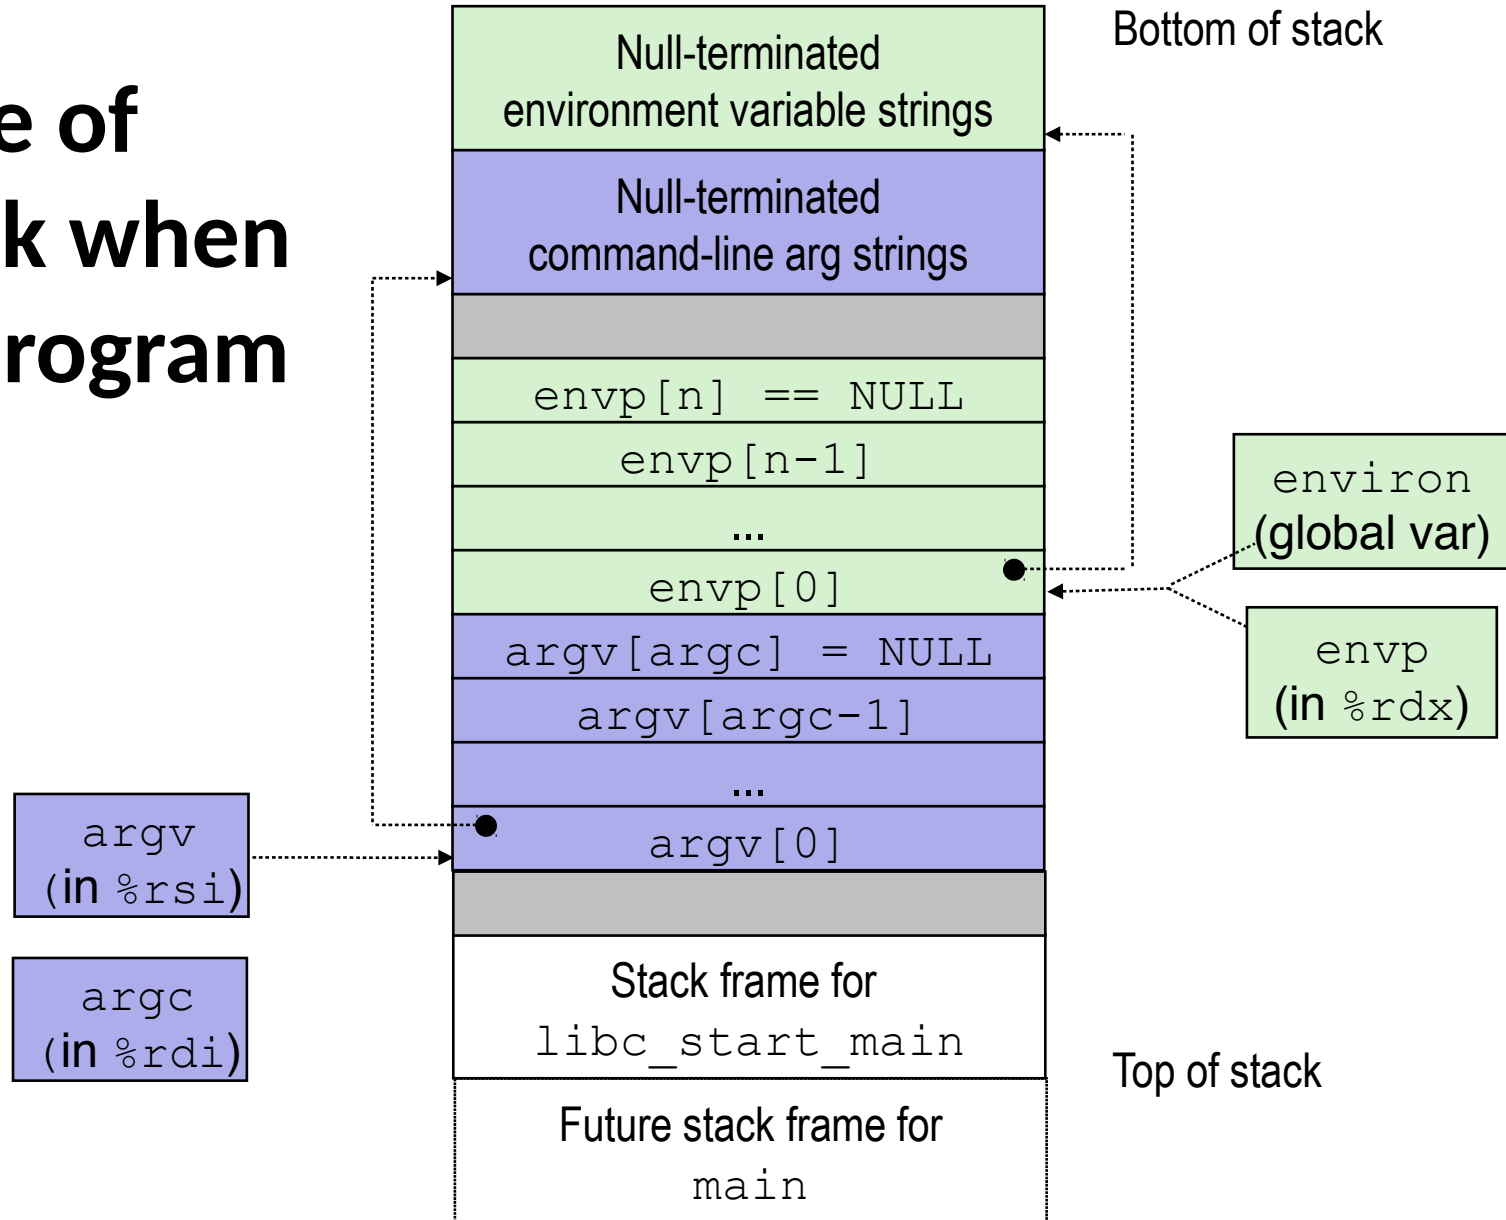 e of
k when
rogram
Bottom of stack
Null-terminated
environment variable strings
Null-terminated
command-line arg strings
envp[n] == NULL
envp[n-1]
...
envp[0]
argv[argc] = NULL
argv[argc-1]
...
argv[0]
environ
(global var)
envp
(in %rdx)
argv
(in %rsi)
argc
(in %rdi)
Stack frame for
libc_start_main
Top of stack
Future stack frame for
main